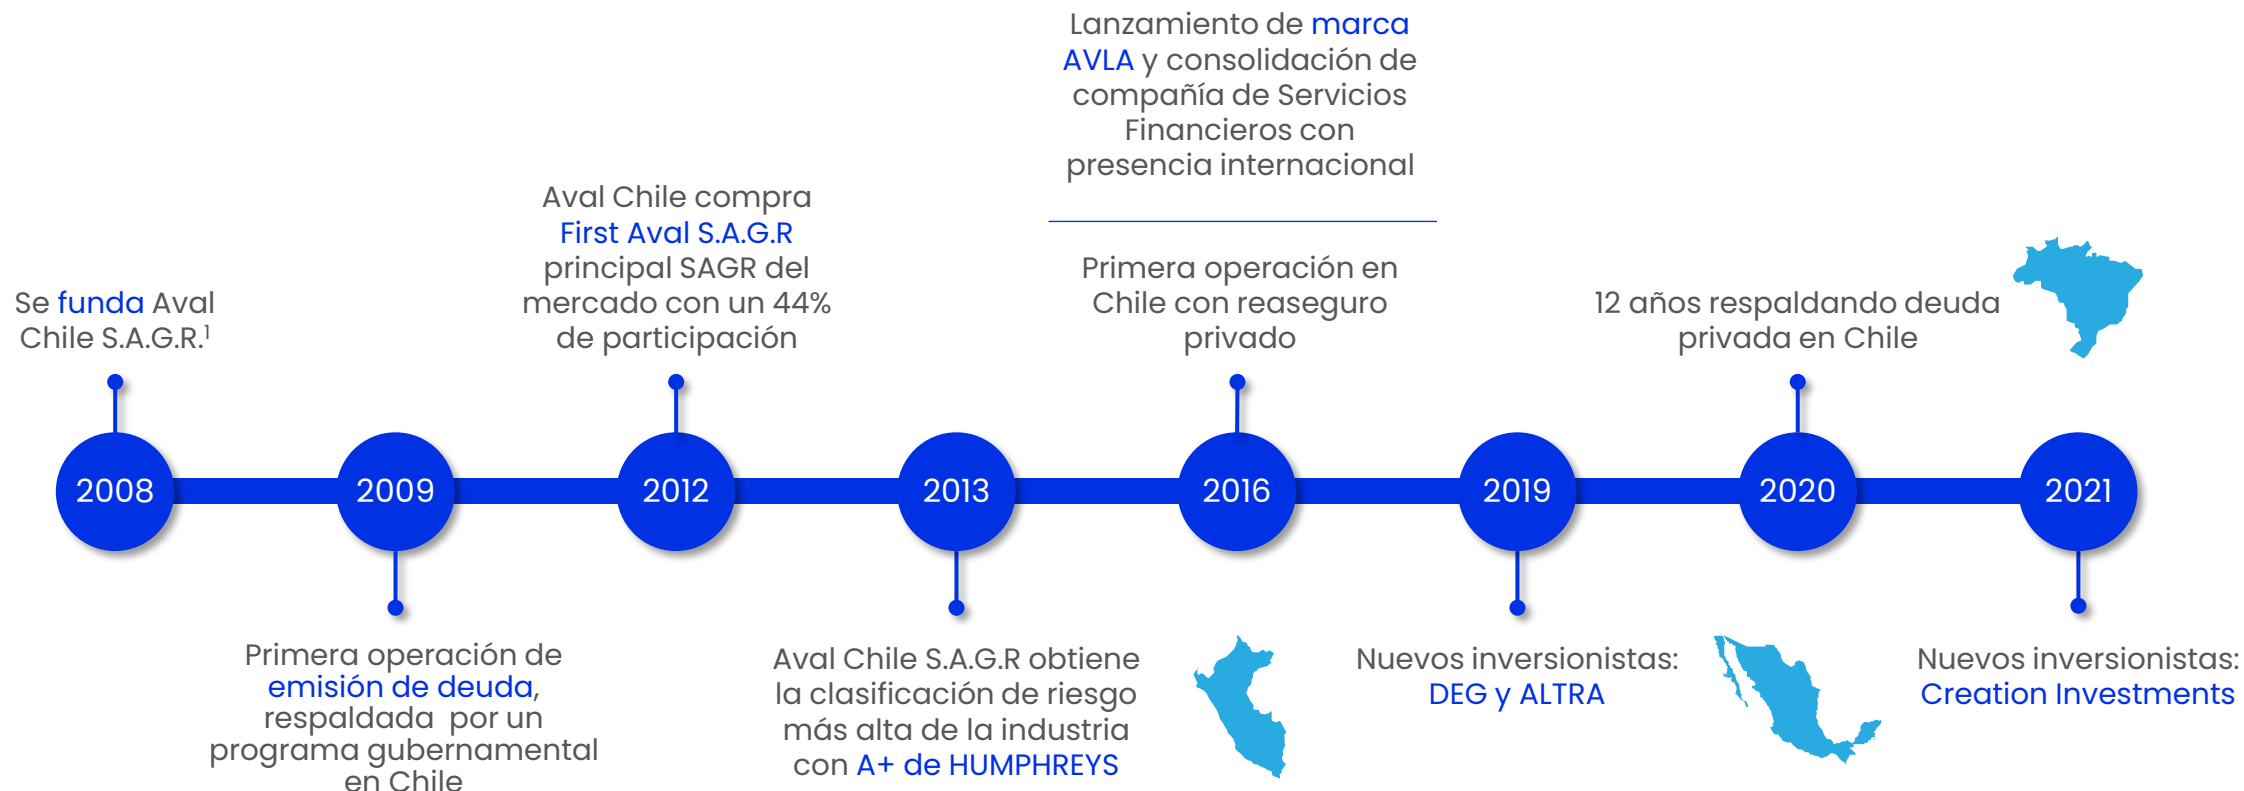 Se funda Aval
Chile S.A.G.R.¹
2008
2009
Primera operación de
emisión de deuda,
respaldada por un
programa gubernamental
en Chile
Aval Chile compra
First Aval S.A.G.R
principal SAGR del
mercado con un 44%
de participación
2012
2013
Aval Chile S.A.G.R obtiene
la clasificación de riesgo
más alta de la industria
con A+ de HUMPHREYS
Lanzamiento de marca
AVLA y consolidación de
compañía de Servicios
Financieros con
presencia internacional
Primera operación en
Chile con reaseguro
privado
2016
2019
Nuevos inversionistas:
DEG y ALTRA
12 años respaldando deuda
privada en Chile
2020
2021
Nuevos inversionistas:
Creation Investments